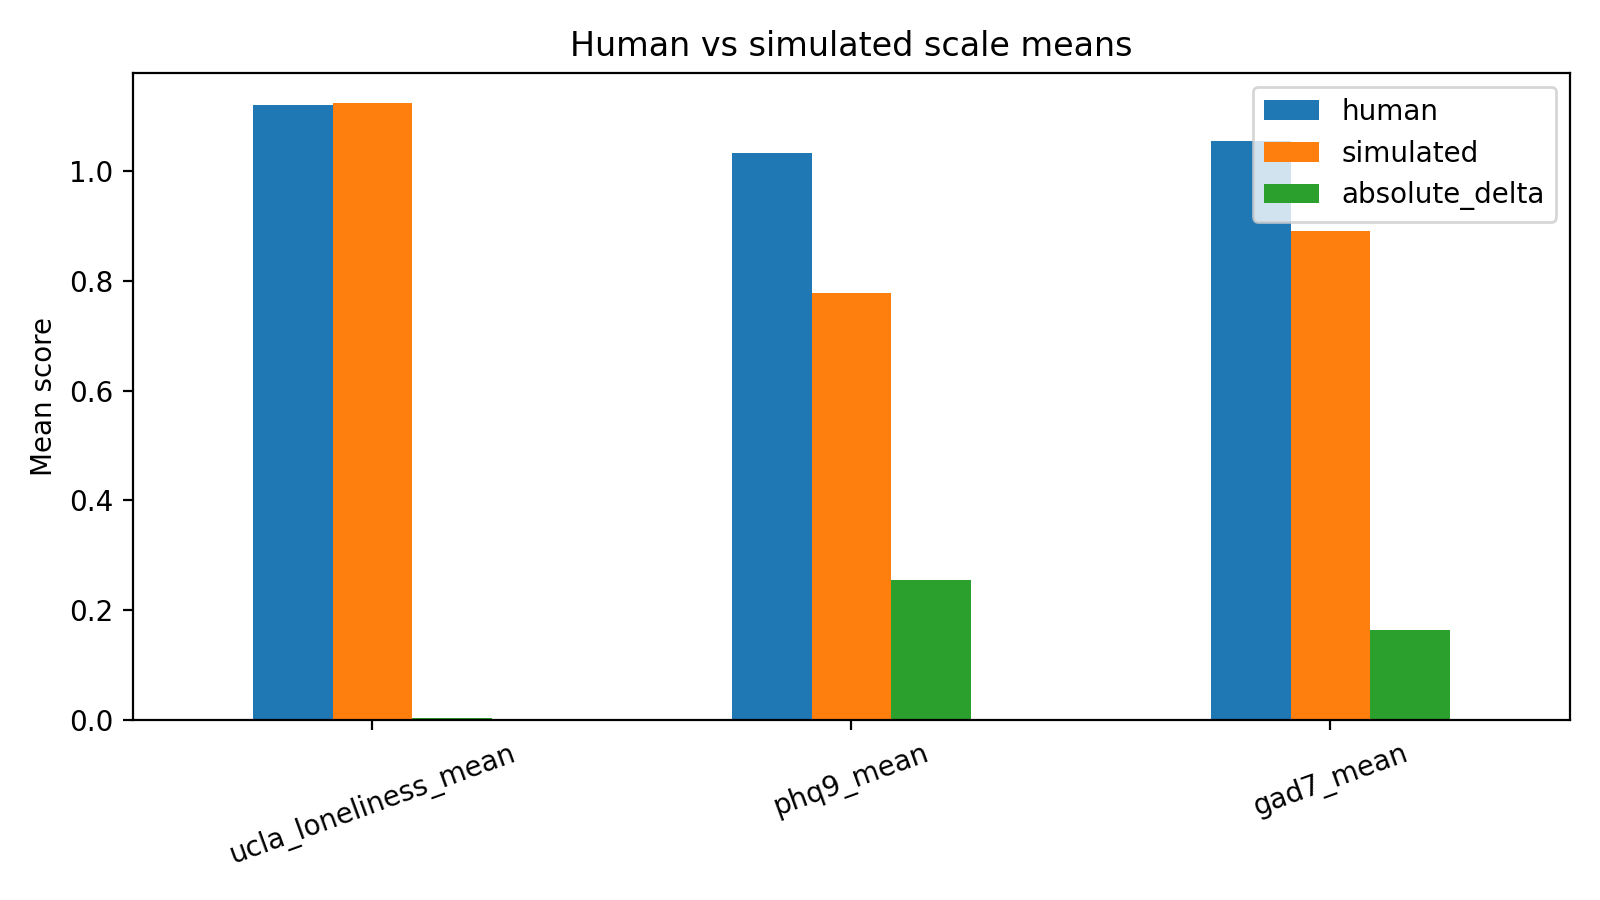 Human vs simulated scale means
human
simulated
absolute_delta
Mean score
1.0
0.8
0.6
0.4
0.2
0.0
ucla_loneliness_mean
phq9_mean
gad7_mean